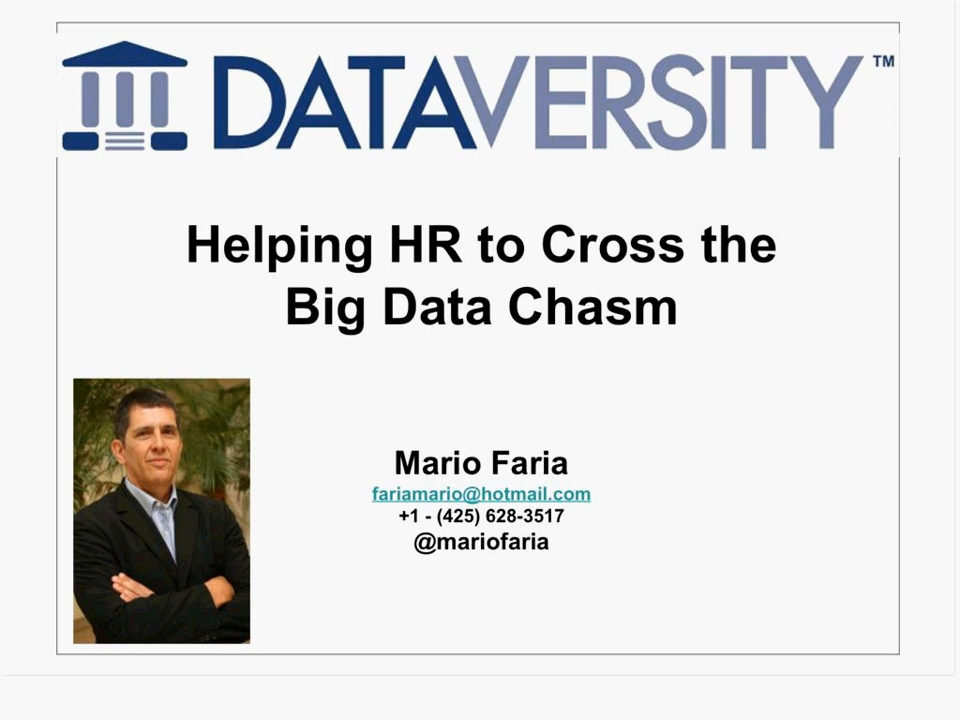 DATAVERSITY™
Helping HR to Cross the
Big Data Chasm
Mario Faria
fariamario@hotmail.com
+1 - (425) 628-3517
@mariofaria